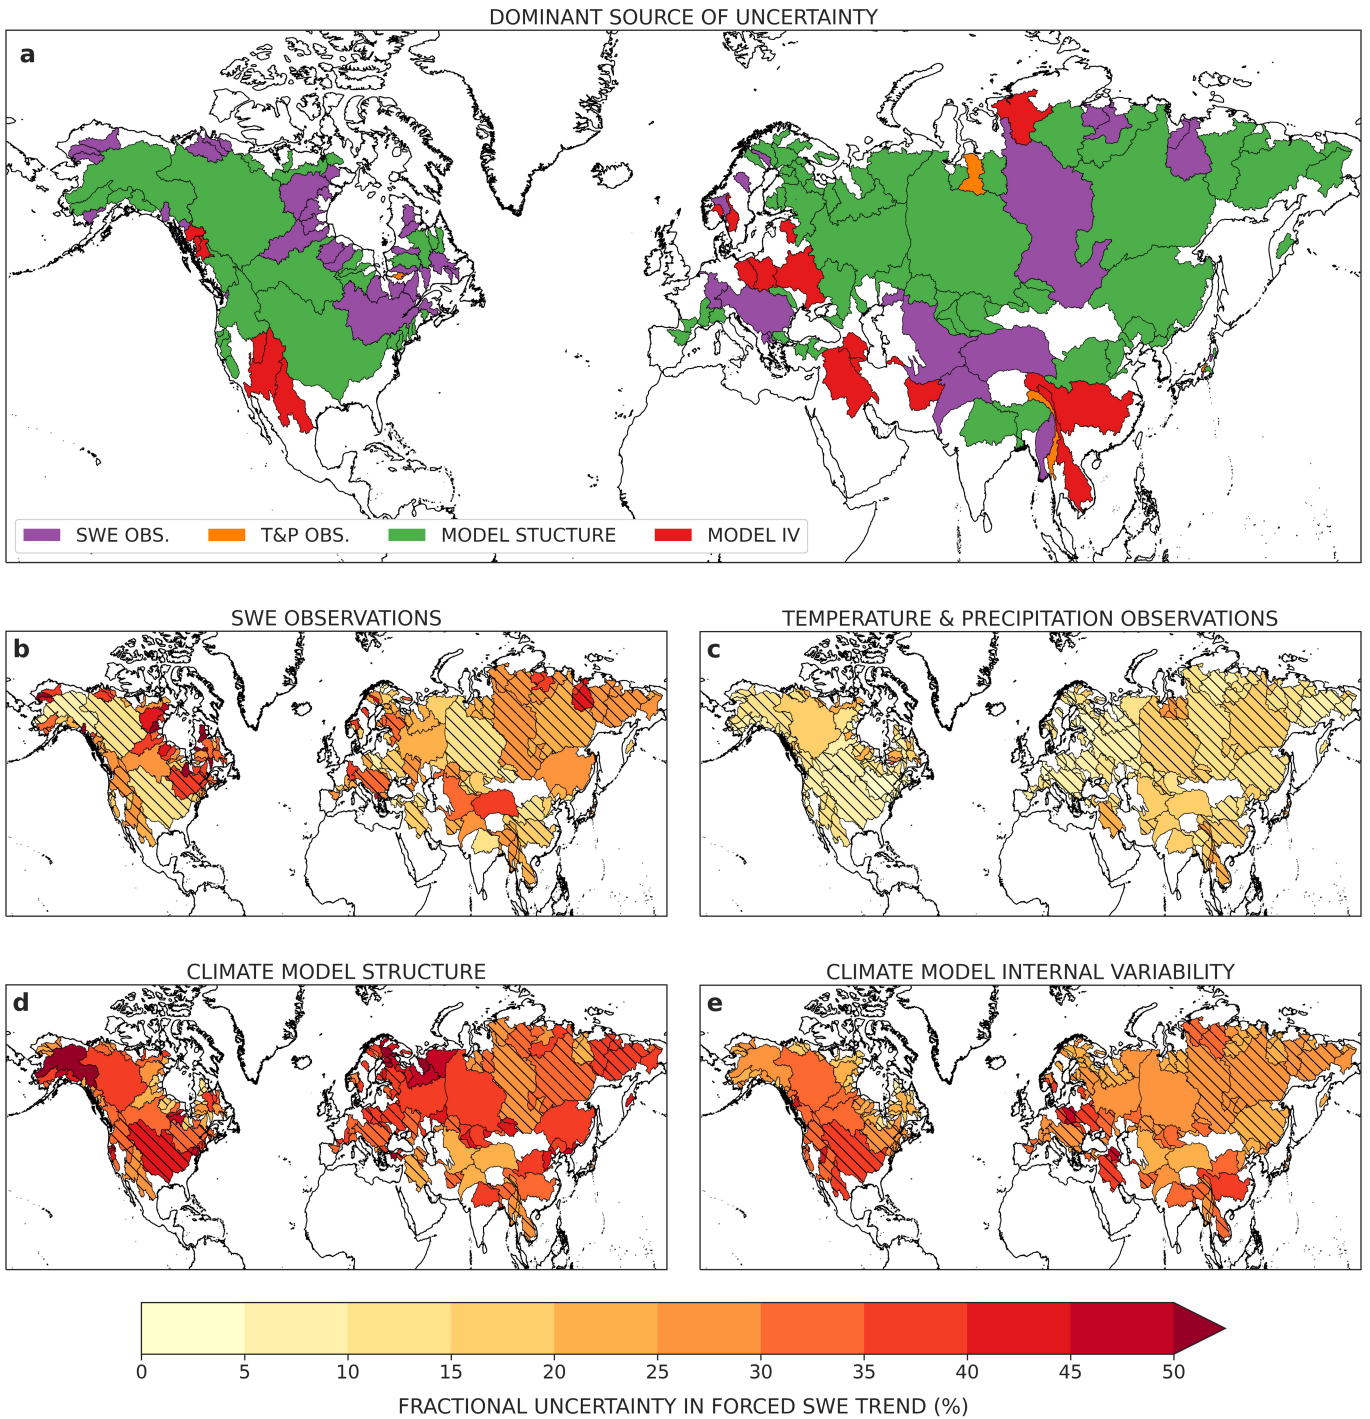 DOMINANT SOURCE OF UNCERTAINTY
a
SWE OBS.
T&P OBS.
MODEL STUCTURE
MODEL IV
SWE OBSERVATIONS
TEMPERATURE & PRECIPITATION OBSERVATIONS
b
c
CLIMATE MODEL STRUCTURE
CLIMATE MODEL INTERNAL VARIABILITY
d
e
0 5 10 15 20 25 30 35 40 45 50
FRACTIONAL UNCERTAINTY IN FORCED SWE TREND (%)